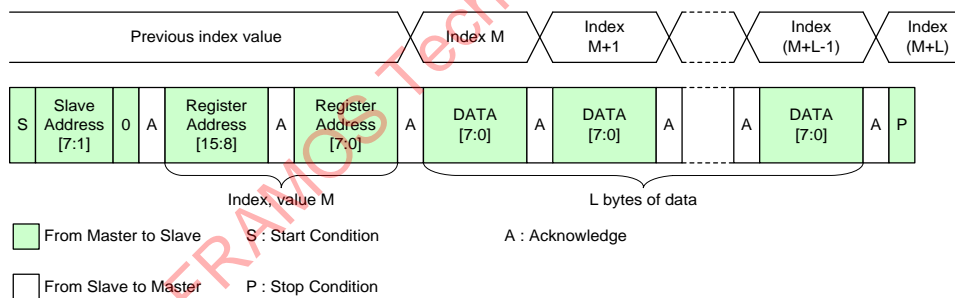 Previous index value
Index M
Index
M+1
Index
(M+L-1)
Index
(M+L)
S
Slave
Address
[7:1]
0
A
Register
Address
[15:8]
A
Register
Address
[7:0]
A
DATA
[7:0]
A
DATA
[7:0]
A
A
DATA
[7:0]
A
P
Index, value M
L bytes of data
From Master to Slave
S : Start Condition
A : Acknowledge
From Slave to Master
P : Stop Condition
FRAMOS Tech